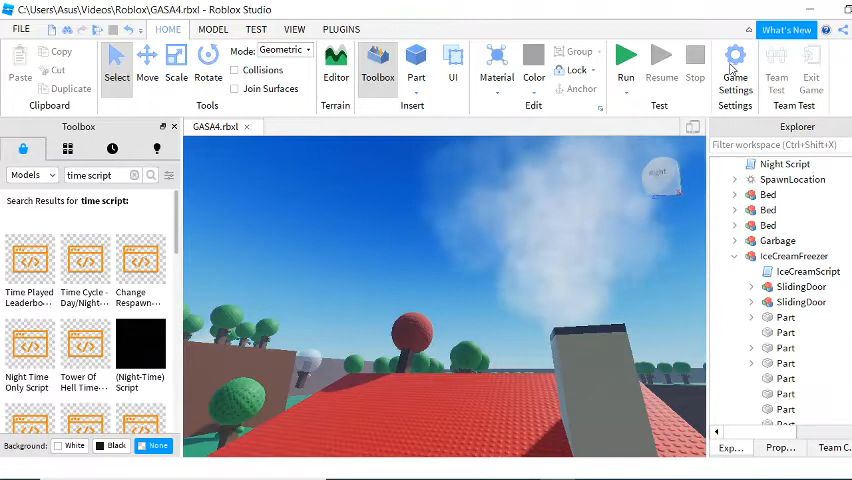 C:\Users\Asus\Videos\Roblox\GASA4.rbxl - Roblox Studio
FILE HOME MODEL TEST VIEW PLUGINS What's New
Paste Copy Cut Duplicate
Clipboard
Select Move Scale Rotate
Mode: Geometric
Collisions
Join Surfaces
Tools
Editor
Terrain
Toolbox Part UI
Insert
Material Color Group Lock Anchor
Edit
Run Resume Stop
Test
Game Settings
Settings
Team Test Exit Game
Team Test
Toolbox
Models time script
Search Results for time script:
Time Played Leaderbo...
Time Cycle - Day/Night-...
Change Respawn...
Night Time Only Script
Tower Of Hell Time...
(Night-Time) Script
Background: White Black None
GASA4.rbxl
Right
Explorer
Filter workspace (Ctrl+Shift+X)
Night Script
SpawnLocation
Bed
Bed
Bed
Garbage
IceCreamFreezer
IceCreamScript
SlidingDoor
SlidingDoor
Part
Part
Part
Part
Part
Part
Part
Part
Exp... Prop... Team C...